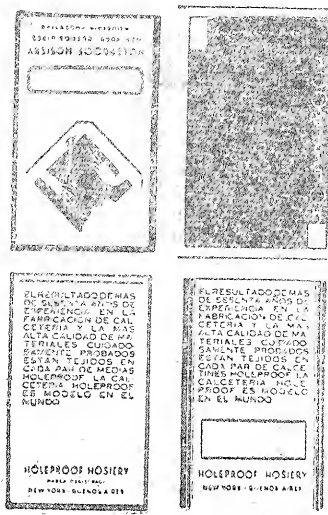 EL RESULTADO DE MAS
DE SESENTA AÑOS DE
EXPERIENCIA EN LA
FABRICACION DE CAL
CETERIA Y LA MAS
ALTA CALIDAD DE MA
TERIALES CUIDADO
SAMENTE PROBADOS
ESTAN TEJIDOS EN
CADA PAR DE MEDIAS
HOLEPROOF LA CAL
CETERIA HOLEPROOF
ES MODELO EN EL
MUNDO
HOLEPROOF HOSIERY
NEW YORK - BUENOS AIRES
EL RESULTADO DE MAS
DE SESENTA AÑOS DE
EXPERIENCIA EN LA
FABRICACION DE CAL
CETERIA Y LA MAS
ALTA CALIDAD DE MA
TERIALES CUIDADO
SAMENTE PROBADOS
ESTAN TEJIDOS EN
CADA PAR DE CALCE
TINES HOLEPROOF LA
CALCETERIA HOLE
PROOF ES MODELO
EN EL MUNDO
HOLEPROOF HOSIERY
NEW YORK - BUENOS AIRES